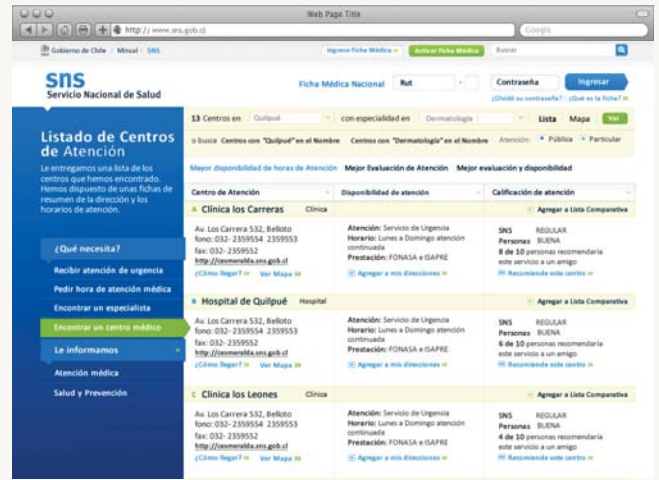 Web Page Title
http://www.sns.gob.cl
Google
Gobierno de Chile Minsal SNS
Ingresar Ficha Médica »
Activar Ficha Médica
Buscar
sns
Servicio Nacional de Salud
Ficha Médica Nacional Rut - Contraseña Ingresar
¿Olvidó su contraseña? ¿Qué es la ficha? »
13 Centros en Quilpué con especialidad en Dermatología Lista Mapa Ver
o busca Centros con "Quilpué" en el Nombre Centros con "Dermatología" en el Nombre Atención: Pública Particular
Listado de Centros
de Atención
Le entregamos una lista de los
centros que hemos encontrado.
Hemos dispuesto de unas fichas de
resumen de la dirección y los
horarios de atención.
¿Qué necesita?
Recibir atención de urgencia
Pedir hora de atención médica
Encontrar un especialista
Encontrar un centro médico
Le informamos
Atención médica
Salud y Prevención
Mayor disponibilidad de horas de Atención Mejor Evaluación de Atención Mejor evaluación y disponibilidad
Centro de Atención Disponibilidad de atención Calificación de atención
A Clínica los Carreras Clínica Agregar a Lista Comparativa
Av. Los Carrera 532, Belloto
fono: 032- 2359554 2359553
fax: 032- 2359552
http://cesmeralda.sns.gob.cl
¿Cómo llegar? » Ver Mapa »
Atención: Servicio de Urgencia
Horario: Lunes a Domingo atención
continuada
Prestación: FONASA e ISAPRE
Agregar a mis direcciones »
SNS REGULAR
Personas BUENA
8 de 10 personas recomendaría
este servicio a un amigo
Recomiende este centro »
B Hospital de Quilpué Hospital Agregar a Lista Comparativa
Av. Los Carrera 532, Belloto
fono: 032- 2359554 2359553
fax: 032- 2359552
http://cesmeralda.sns.gob.cl
¿Cómo llegar? » Ver Mapa »
Atención: Servicio de Urgencia
Horario: Lunes a Domingo atención
continuada
Prestación: FONASA e ISAPRE
Agregar a mis direcciones »
SNS REGULAR
Personas BUENA
6 de 10 personas recomendaría
este servicio a un amigo
Recomiende este centro »
C Clínica los Leones Clínica Agregar a Lista Comparativa
Av. Los Carrera 532, Belloto
fono: 032- 2359554 2359553
fax: 032- 2359552
http://cesmeralda.sns.gob.cl
¿Cómo llegar? » Ver Mapa »
Atención: Servicio de Urgencia
Horario: Lunes a Domingo atención
continuada
Prestación: FONASA e ISAPRE
Agregar a mis direcciones »
SNS REGULAR
Personas BUENA
4 de 10 personas recomendaría
este servicio a un amigo
Recomiende este centro »